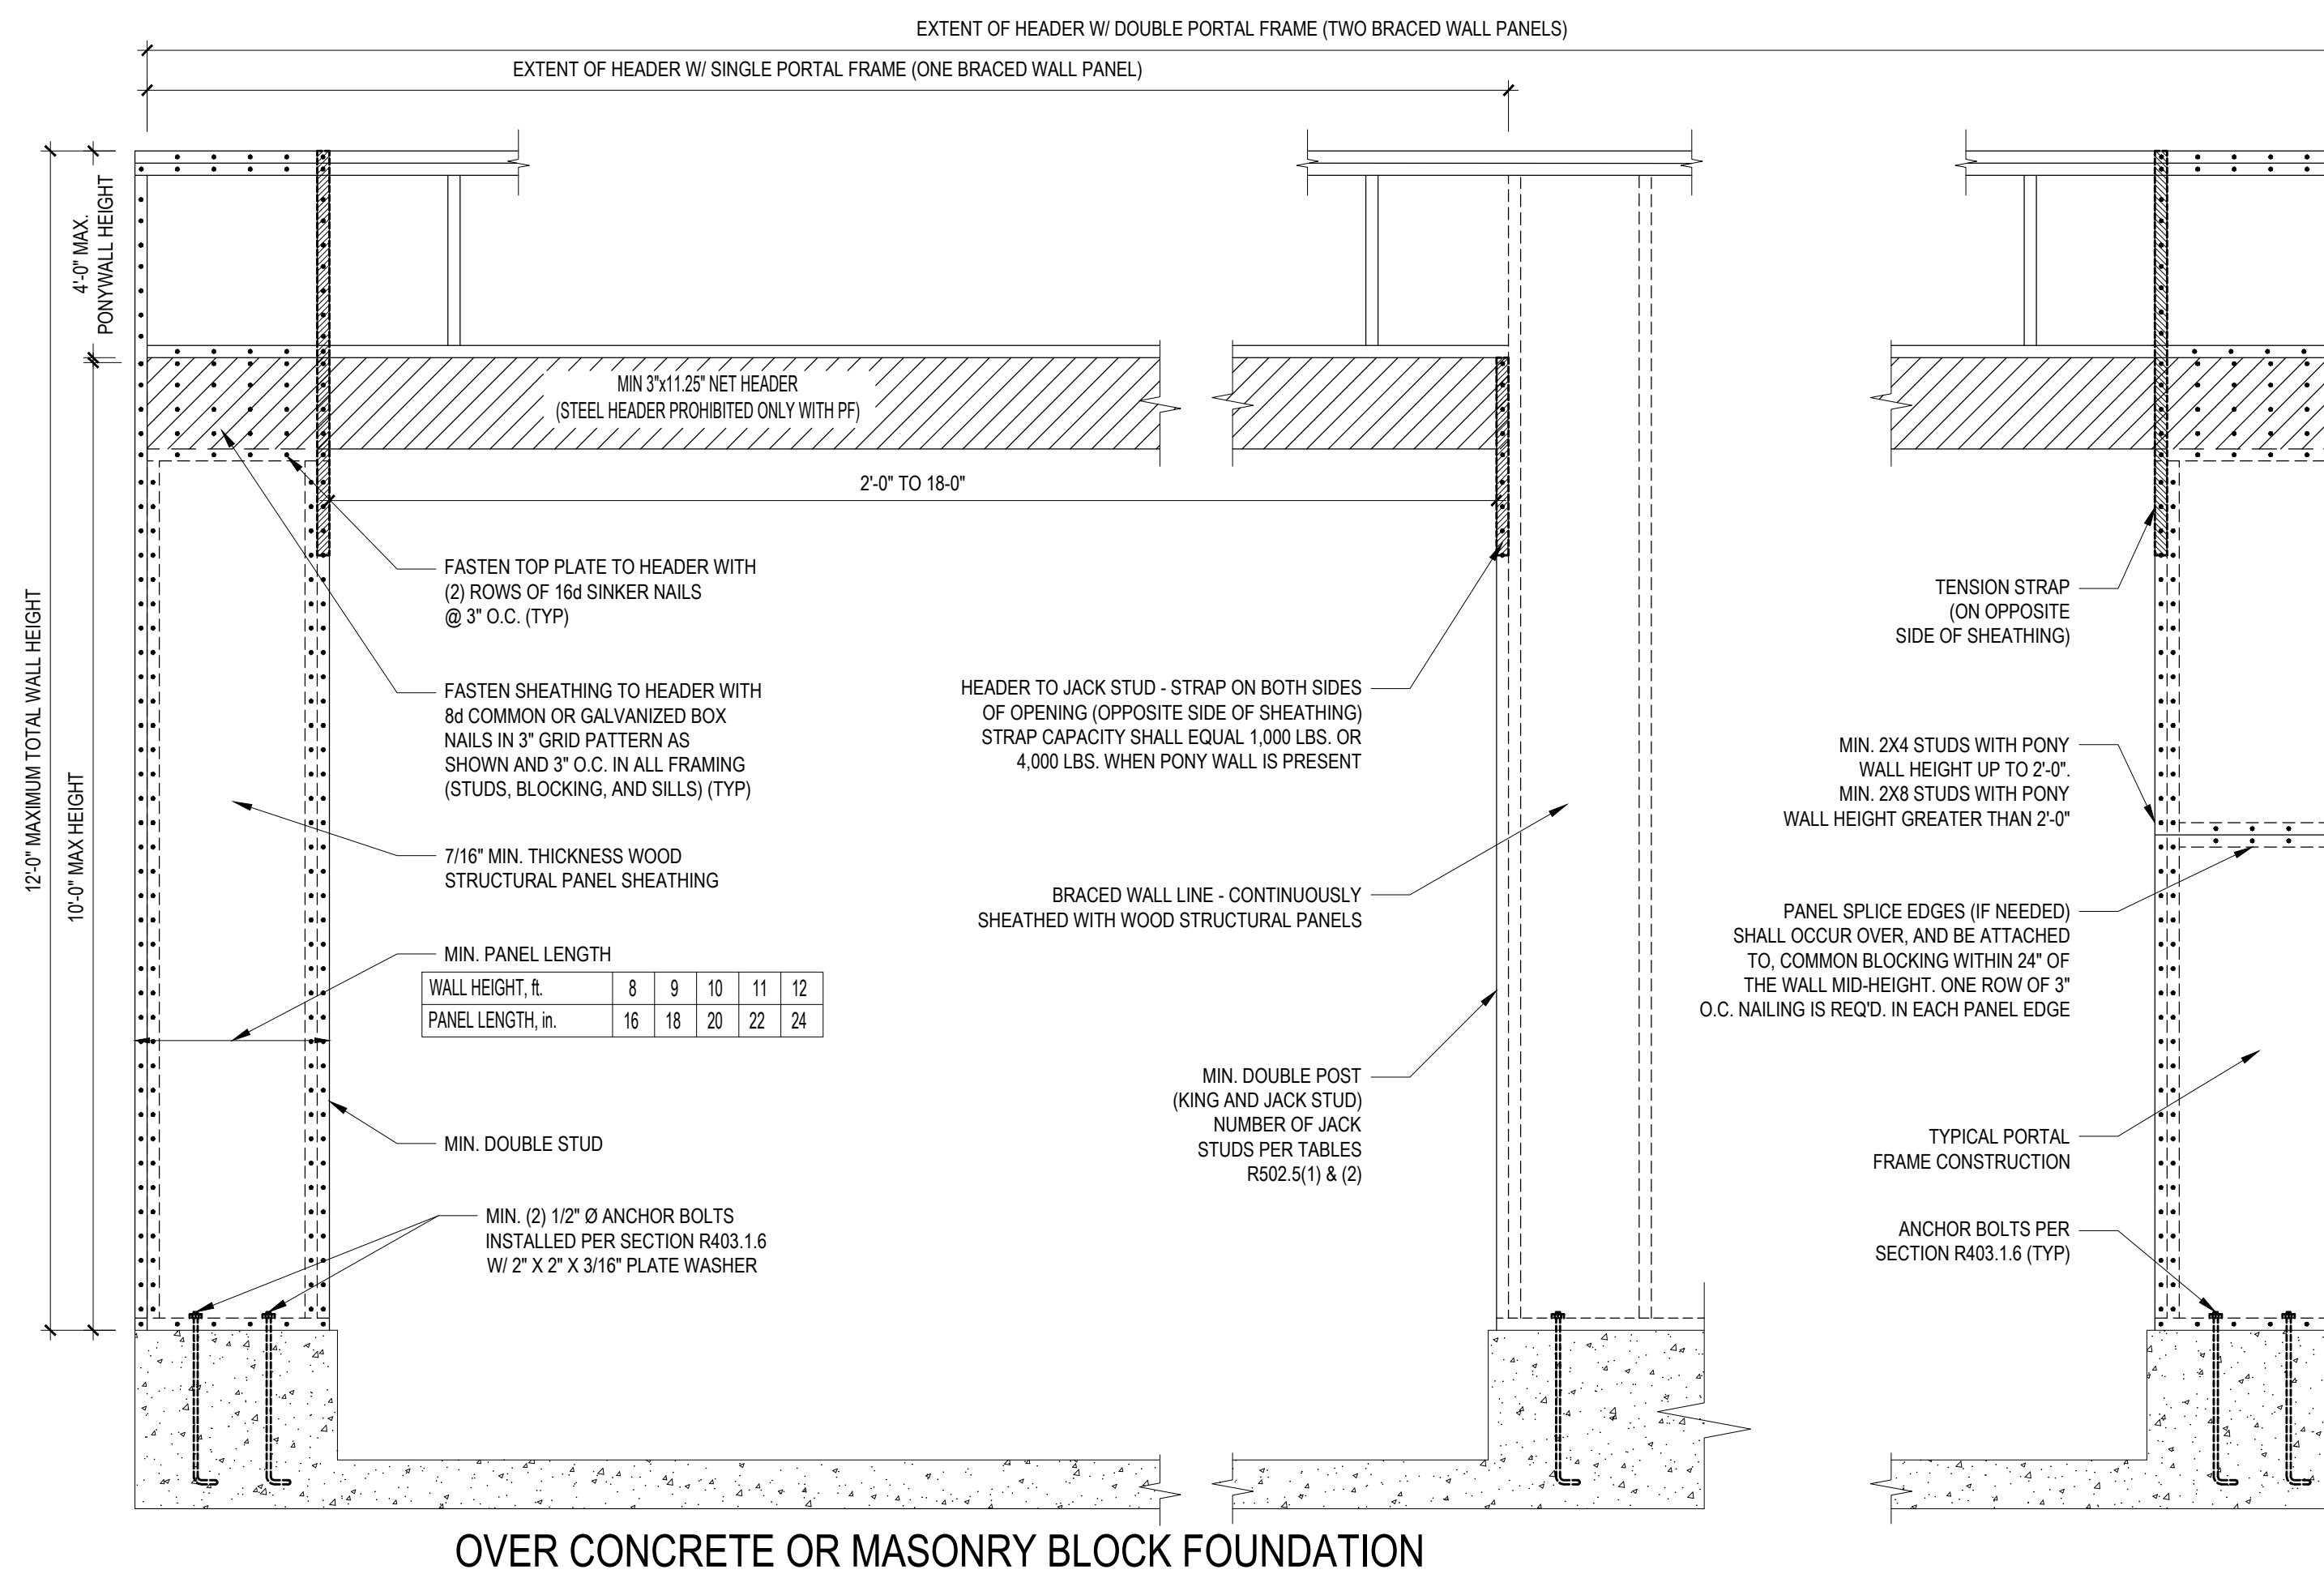 EXTENT OF HEADER W/ DOUBLE PORTAL FRAME (TWO BRACED WALL PANELS)
EXTENT OF HEADER W/ SINGLE PORTAL FRAME (ONE BRACED WALL PANEL)
4'-0" MAX.
PONYWALL HEIGHT
12'-0" MAXIMUM TOTAL WALL HEIGHT
10'-0" MAX HEIGHT
MIN 3"x11.25" NET HEADER
(STEEL HEADER PROHIBITED ONLY WITH PF)
2'-0" TO 18-0"
FASTEN TOP PLATE TO HEADER WITH
(2) ROWS OF 16d SINKER NAILS
@ 3" O.C. (TYP)
FASTEN SHEATHING TO HEADER WITH
8d COMMON OR GALVANIZED BOX
NAILS IN 3" GRID PATTERN AS
SHOWN AND 3" O.C. IN ALL FRAMING
(STUDS, BLOCKING, AND SILLS) (TYP)
7/16" MIN. THICKNESS WOOD
STRUCTURAL PANEL SHEATHING
MIN. PANEL LENGTH
WALL HEIGHT, ft. 8 9 10 11 12
PANEL LENGTH, in. 16 18 20 22 24
MIN. DOUBLE STUD
MIN. (2) 1/2" Ø ANCHOR BOLTS
INSTALLED PER SECTION R403.1.6
W/ 2" X 2" X 3/16" PLATE WASHER
HEADER TO JACK STUD - STRAP ON BOTH SIDES
OF OPENING (OPPOSITE SIDE OF SHEATHING)
STRAP CAPACITY SHALL EQUAL 1,000 LBS. OR
4,000 LBS. WHEN PONY WALL IS PRESENT
BRACED WALL LINE - CONTINUOUSLY
SHEATHED WITH WOOD STRUCTURAL PANELS
MIN. DOUBLE POST
(KING AND JACK STUD)
NUMBER OF JACK
STUDS PER TABLES
R502.5(1) & (2)
TENSION STRAP
(ON OPPOSITE
SIDE OF SHEATHING)
MIN. 2X4 STUDS WITH PONY
WALL HEIGHT UP TO 2'-0".
MIN. 2X8 STUDS WITH PONY
WALL HEIGHT GREATER THAN 2'-0"
PANEL SPLICE EDGES (IF NEEDED)
SHALL OCCUR OVER, AND BE ATTACHED
TO, COMMON BLOCKING WITHIN 24" OF
THE WALL MID-HEIGHT. ONE ROW OF 3"
O.C. NAILING IS REQ'D. IN EACH PANEL EDGE
TYPICAL PORTAL
FRAME CONSTRUCTION
ANCHOR BOLTS PER
SECTION R403.1.6 (TYP)
OVER CONCRETE OR MASONRY BLOCK FOUNDATION